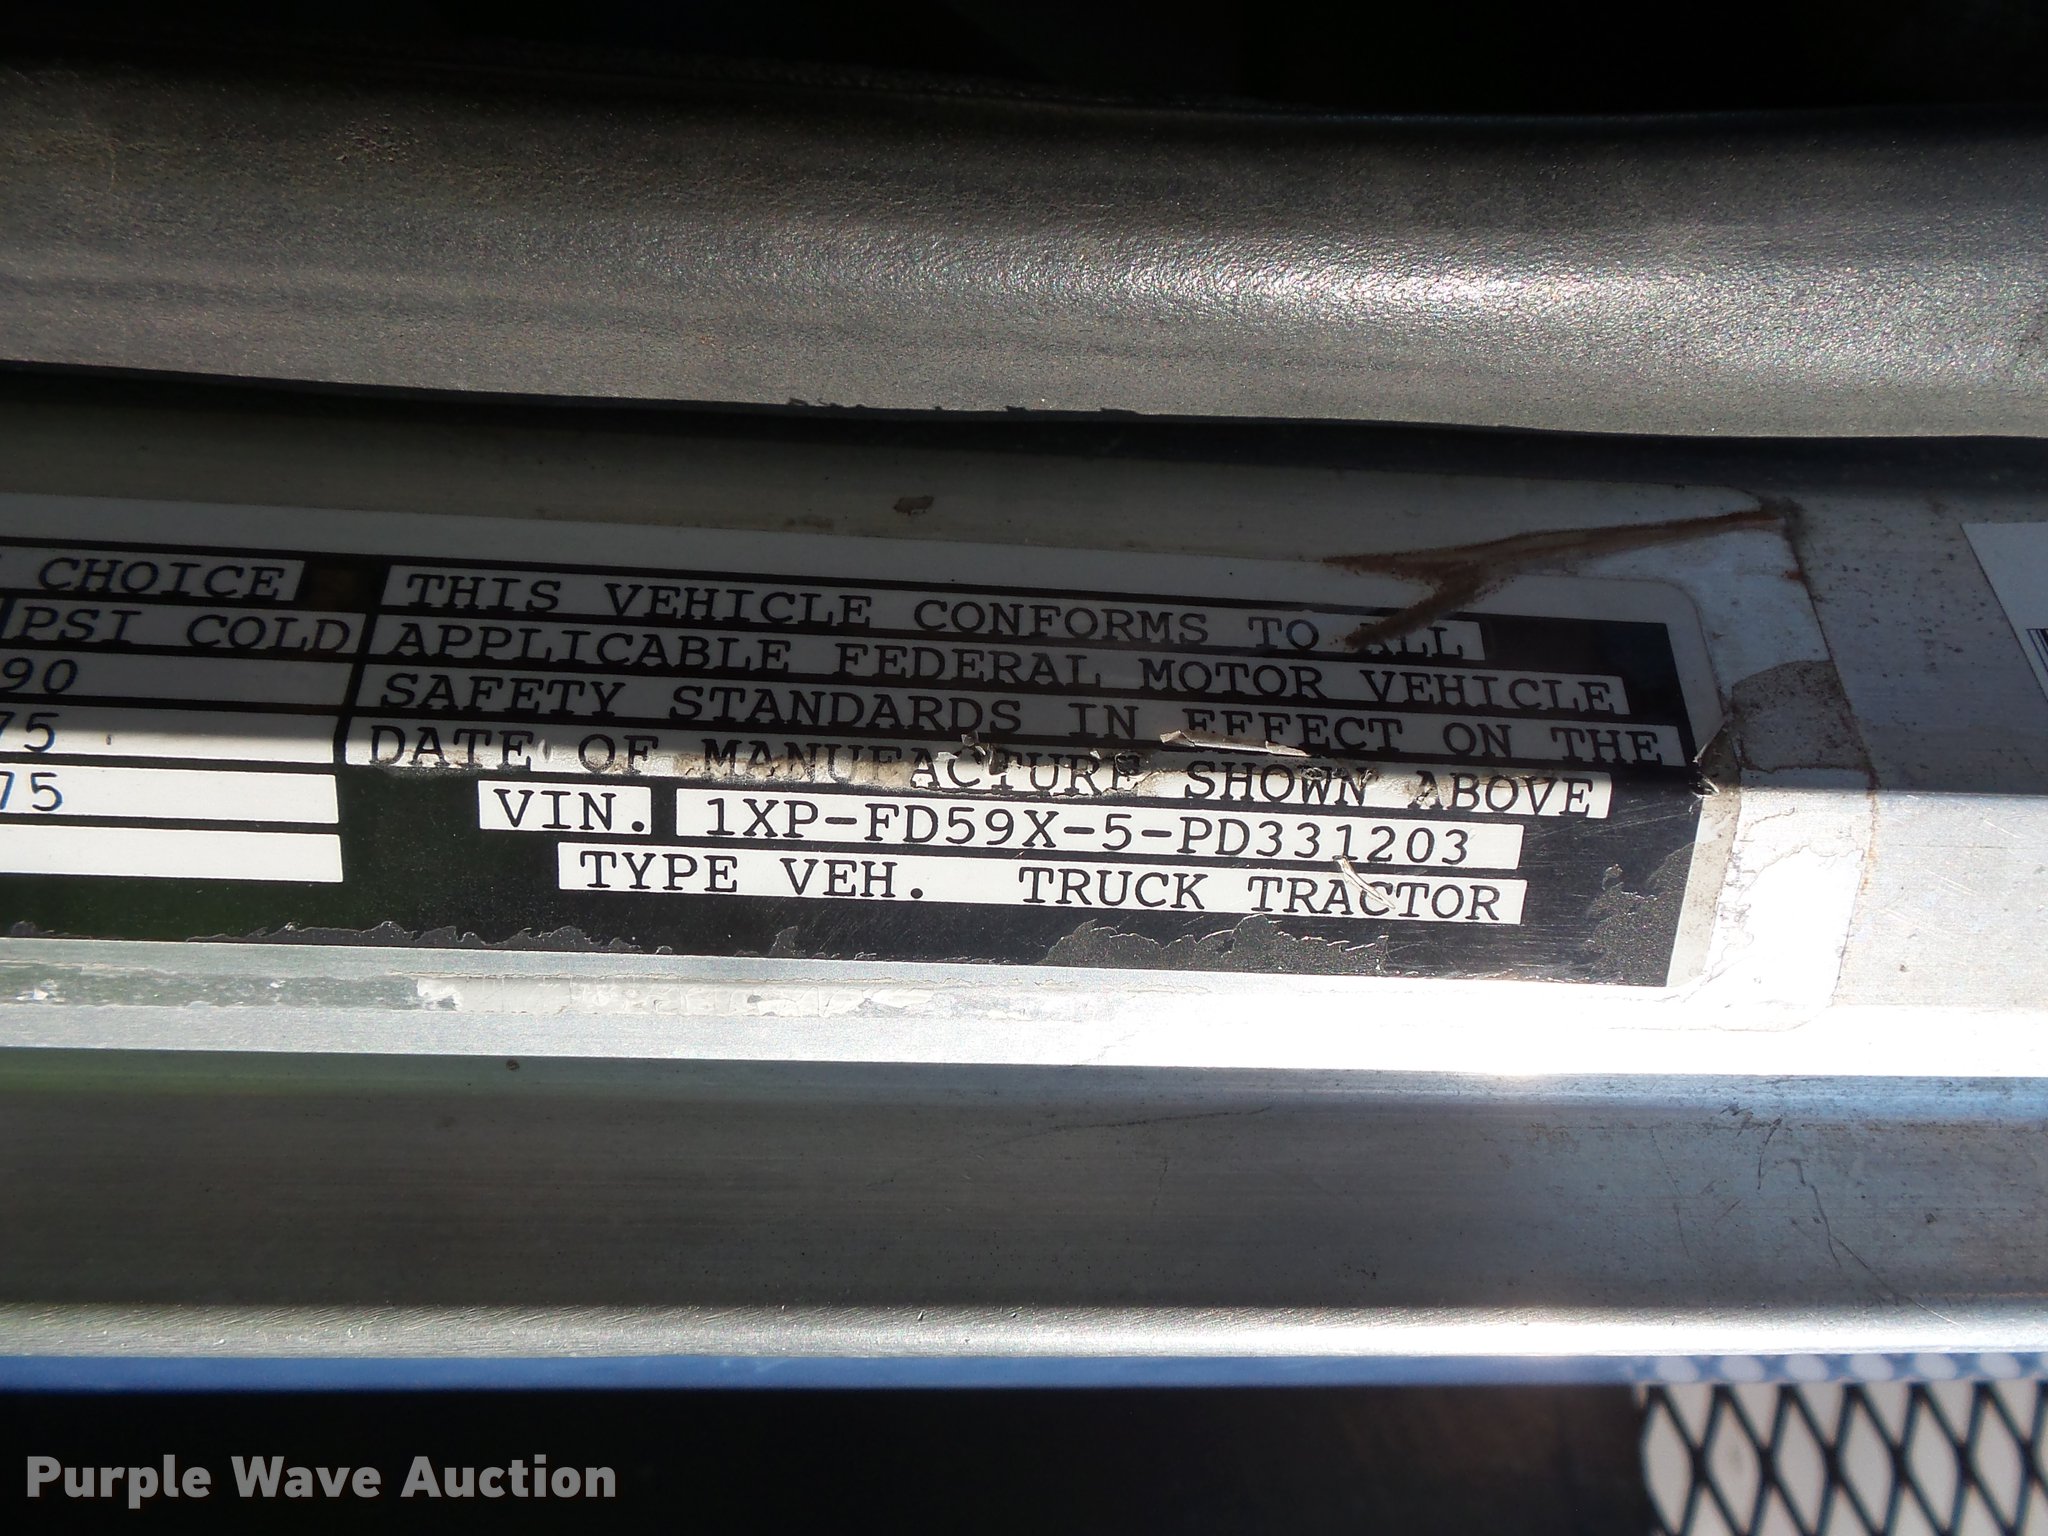 CHOICE
PSI COLD
90
75
75
THIS VEHICLE CONFORMS TO ALL
APPLICABLE FEDERAL MOTOR VEHICLE
SAFETY STANDARDS IN EFFECT ON THE
DATE OF MANUFACTURE SHOWN ABOVE
VIN. 1XP-FD59X-5-PD331203
TYPE VEH. TRUCK TRACTOR
Purple Wave Auction